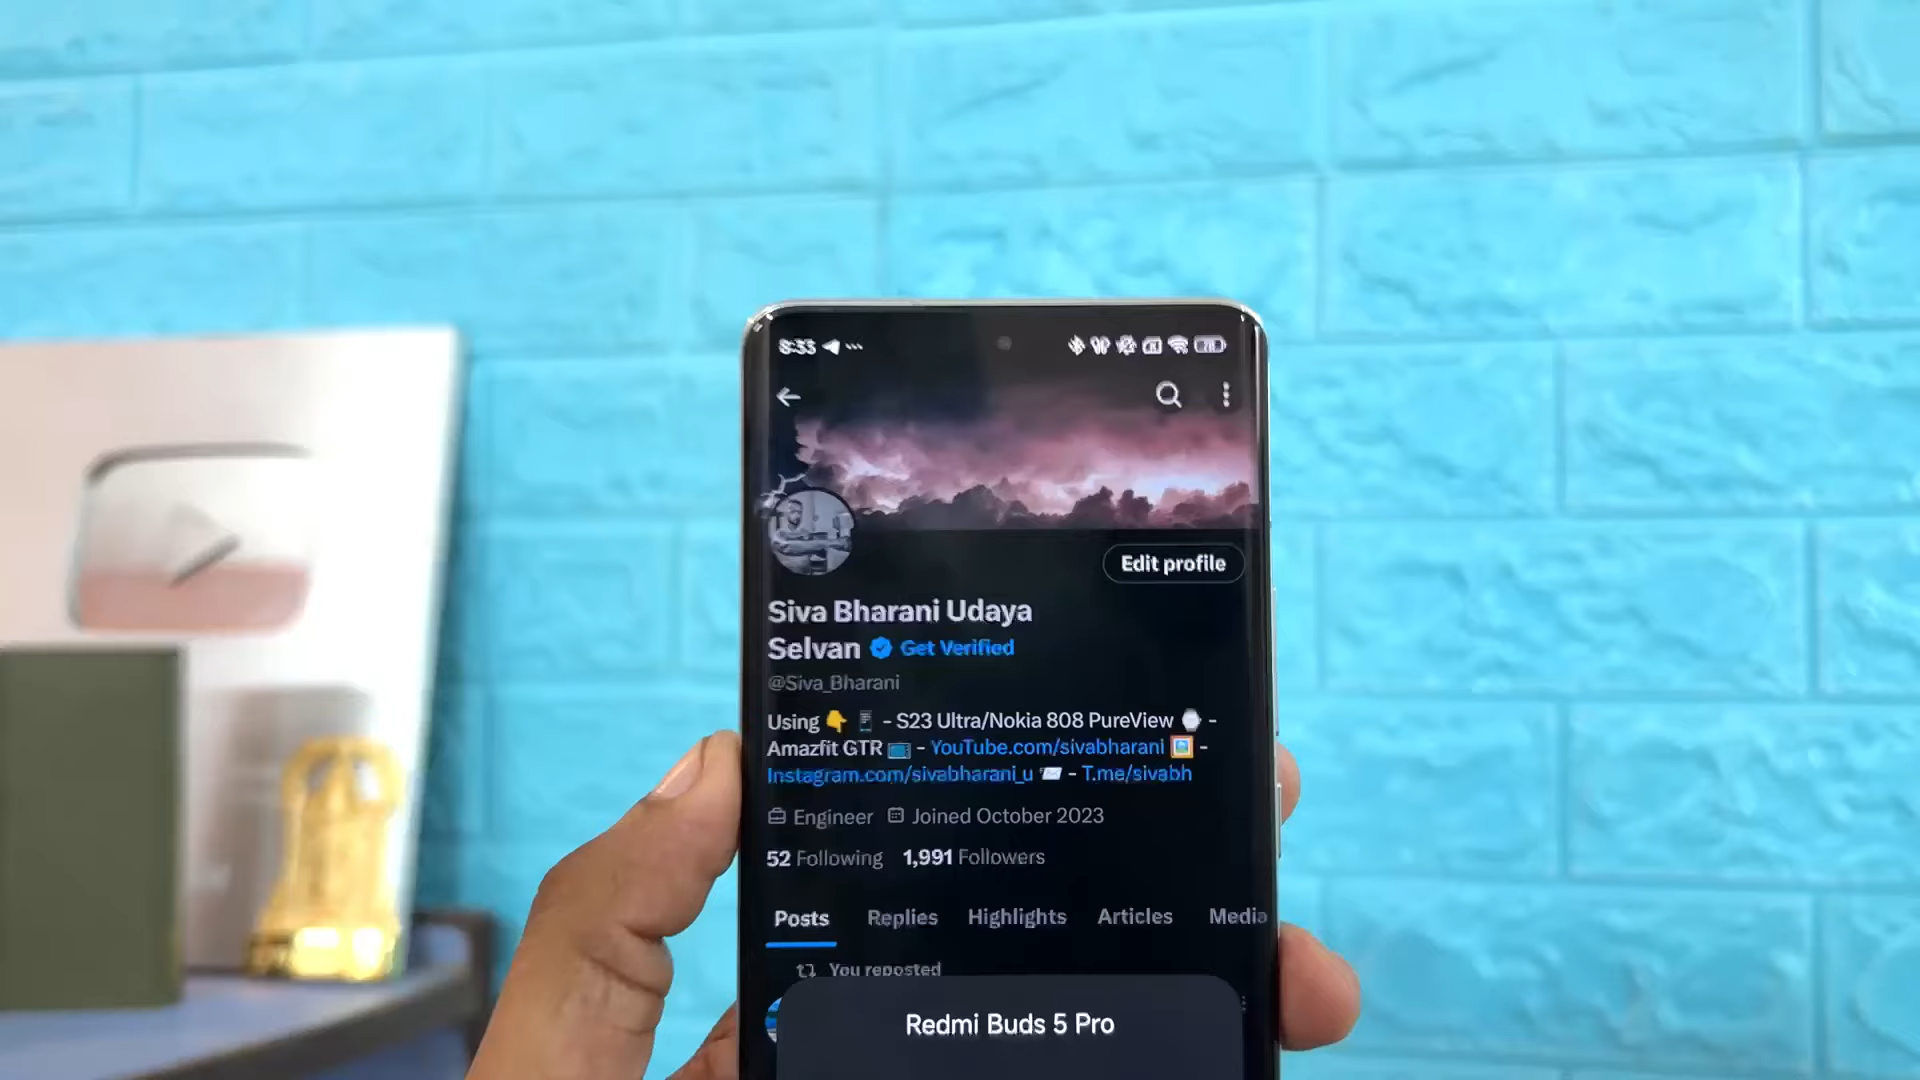 8:33
78
Edit profile
Siva Bharani Udaya
Selvan Get Verified
@Siva_Bharani
Using 👇 📱 - S23 Ultra/Nokia 808 PureView ⌚ -
Amazfit GTR 📺 - YouTube.com/sivabharani 🖼️ -
Instagram.com/sivabharani_u 📨 - T.me/sivabh
Engineer Joined October 2023
52 Following 1,991 Followers
Posts Replies Highlights Articles Media
You reposted
Redmi Buds 5 Pro